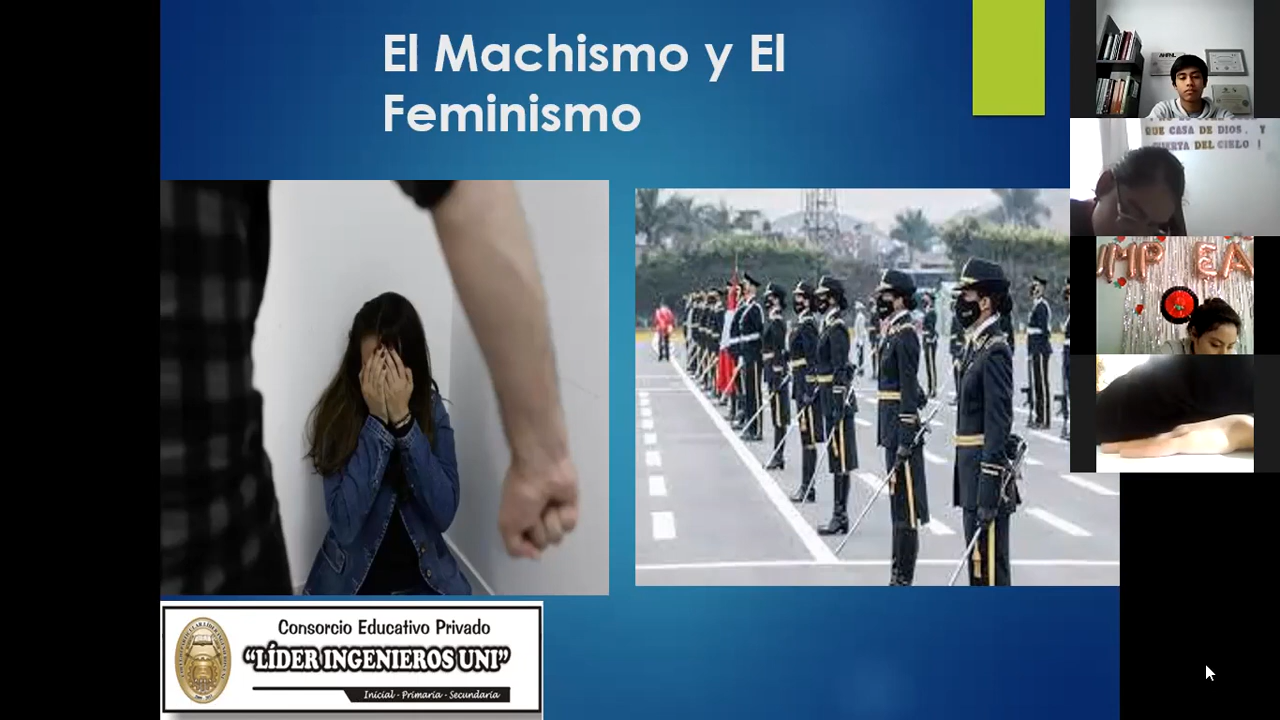 El Machismo y El
Feminismo
QUE CASA DE DIOS, Y
PUERTA DEL CIELO !
Consorcio Educativo Privado
"LÍDER INGENIEROS UNI"
Inicial - Primaria - Secundaria